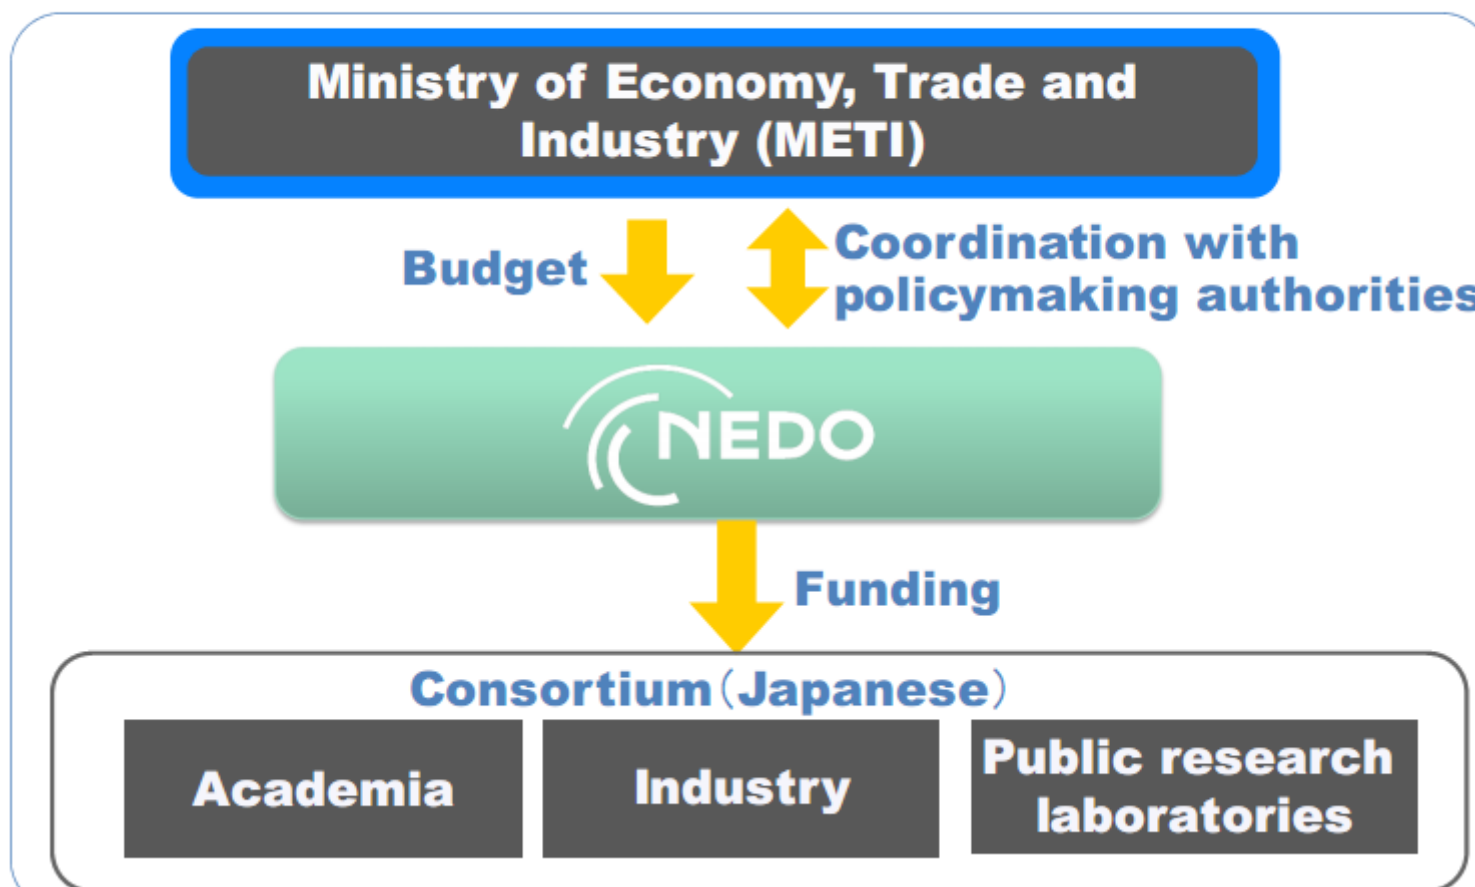 Ministry of Economy, Trade and
Industry (METI)
Budget
Coordination with
policymaking authorities
NEDO
Funding
Consortium（Japanese）
Academia
Industry
Public research
laboratories